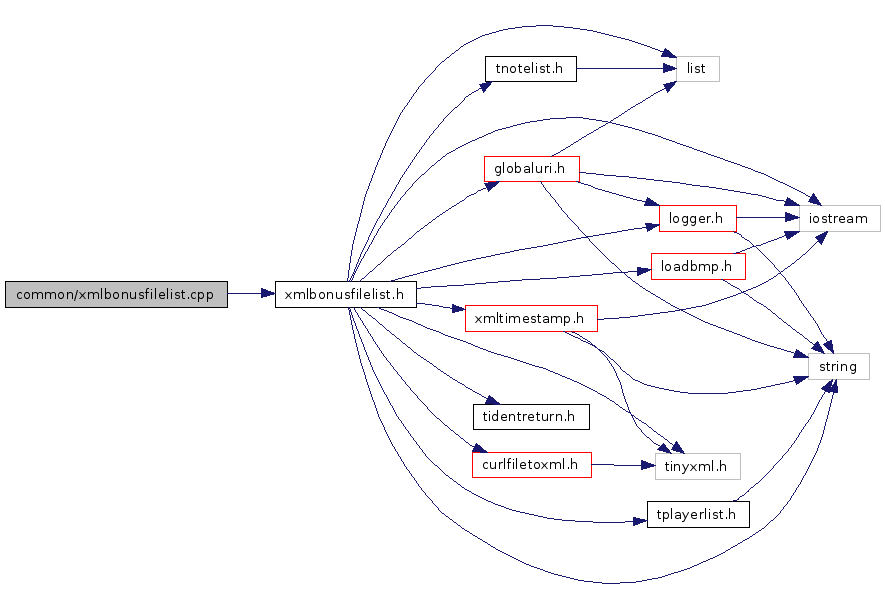 tnotelist.h
list
globaluri.h
logger.h
iostream
loadbmp.h
common/xmlbonusfilelist.cpp
xmlbonusfilelist.h
xmltimestamp.h
string
tidentreturn.h
curlfiletoxml.h
tinyxml.h
tplayerlist.h